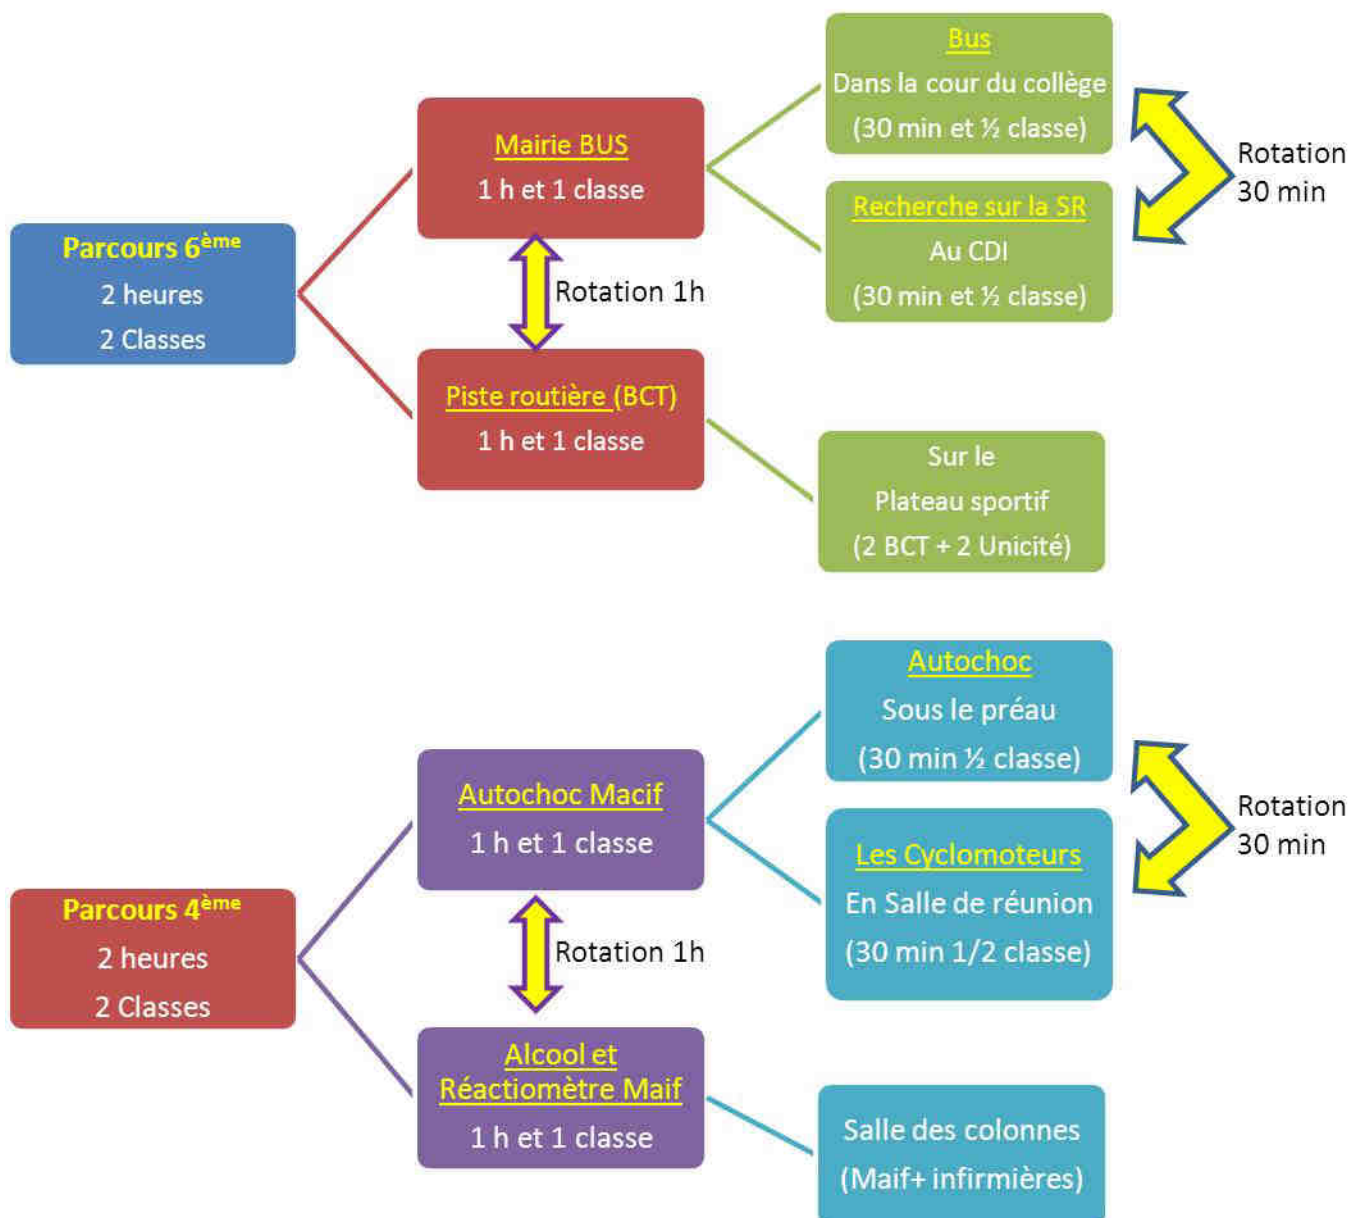 Parcours 6ème
2 heures
2 Classes
Mairie BUS
1 h et 1 classe
Rotation 1h
Piste routière (BCT)
1 h et 1 classe
Bus
Dans la cour du collège
(30 min et ½ classe)
Recherche sur la SR
Au CDI
(30 min et ½ classe)
Rotation
30 min
Sur le
Plateau sportif
(2 BCT + 2 Unicité)
Parcours 4ème
2 heures
2 Classes
Autochoc Macif
1 h et 1 classe
Rotation 1h
Alcool et
Réactiomètre Maif
1 h et 1 classe
Autochoc
Sous le préau
(30 min ½ classe)
Les Cyclomoteurs
En Salle de réunion
(30 min 1/2 classe)
Rotation
30 min
Salle des colonnes
(Maif+ infirmières)